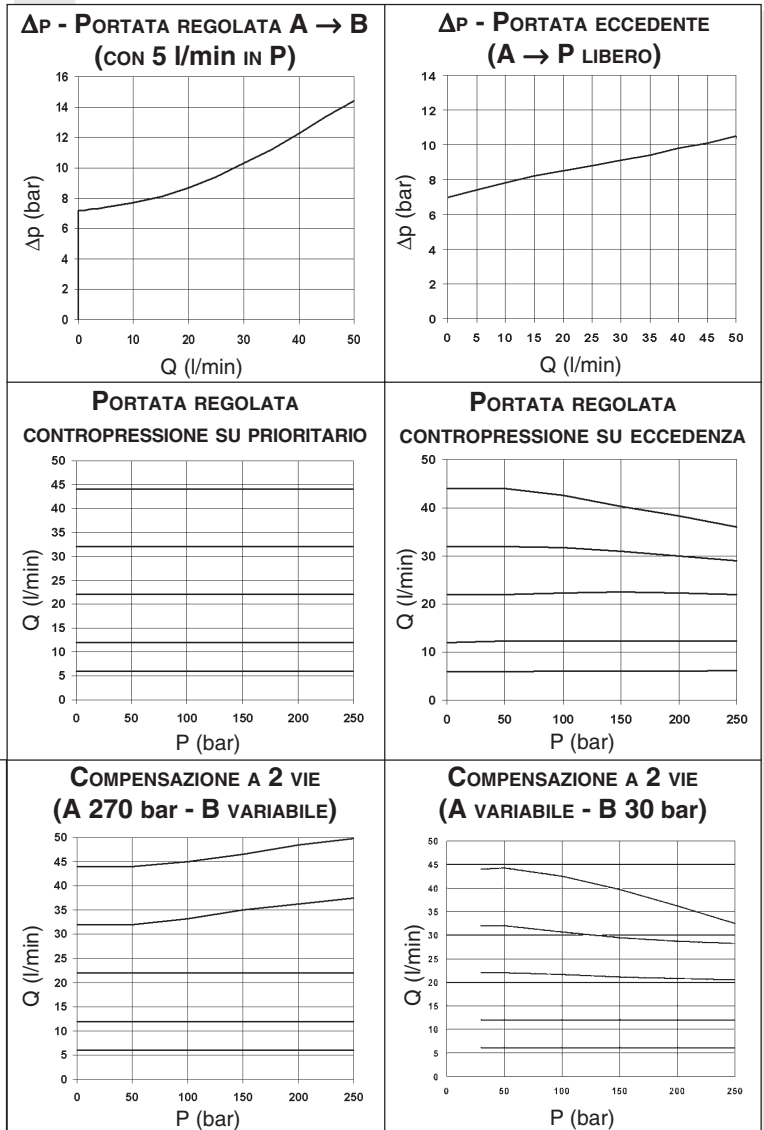 ΔP - PORTATA REGOLATA A → B
(CON 5 l/min IN P)
16
14
12
10
8
6
4
2
0
Δp (bar)
0 10 20 30 40 50
Q (l/min)
ΔP - PORTATA ECCEDENTE
(A → P LIBERO)
14
12
10
8
6
4
2
0
Δp (bar)
0 5 10 15 20 25 30 35 40 45 50
Q (l/min)
PORTATA REGOLATA
CONTROPRESSIONE SU PRIORITARIO
50
45
40
35
30
25
20
15
10
5
0
Q (l/min)
0 50 100 150 200 250
P (bar)
PORTATA REGOLATA
CONTROPRESSIONE SU ECCEDENZA
50
40
30
20
10
0
Q (l/min)
0 50 100 150 200 250
P (bar)
COMPENSAZIONE A 2 VIE
(A 270 bar - B VARIABILE)
50
45
40
35
30
25
20
15
10
5
0
Q (l/min)
0 50 100 150 200 250
P (bar)
COMPENSAZIONE A 2 VIE
(A VARIABILE - B 30 bar)
50
45
40
35
30
25
20
15
10
5
0
Q (l/min)
0 50 100 150 200 250
P (bar)